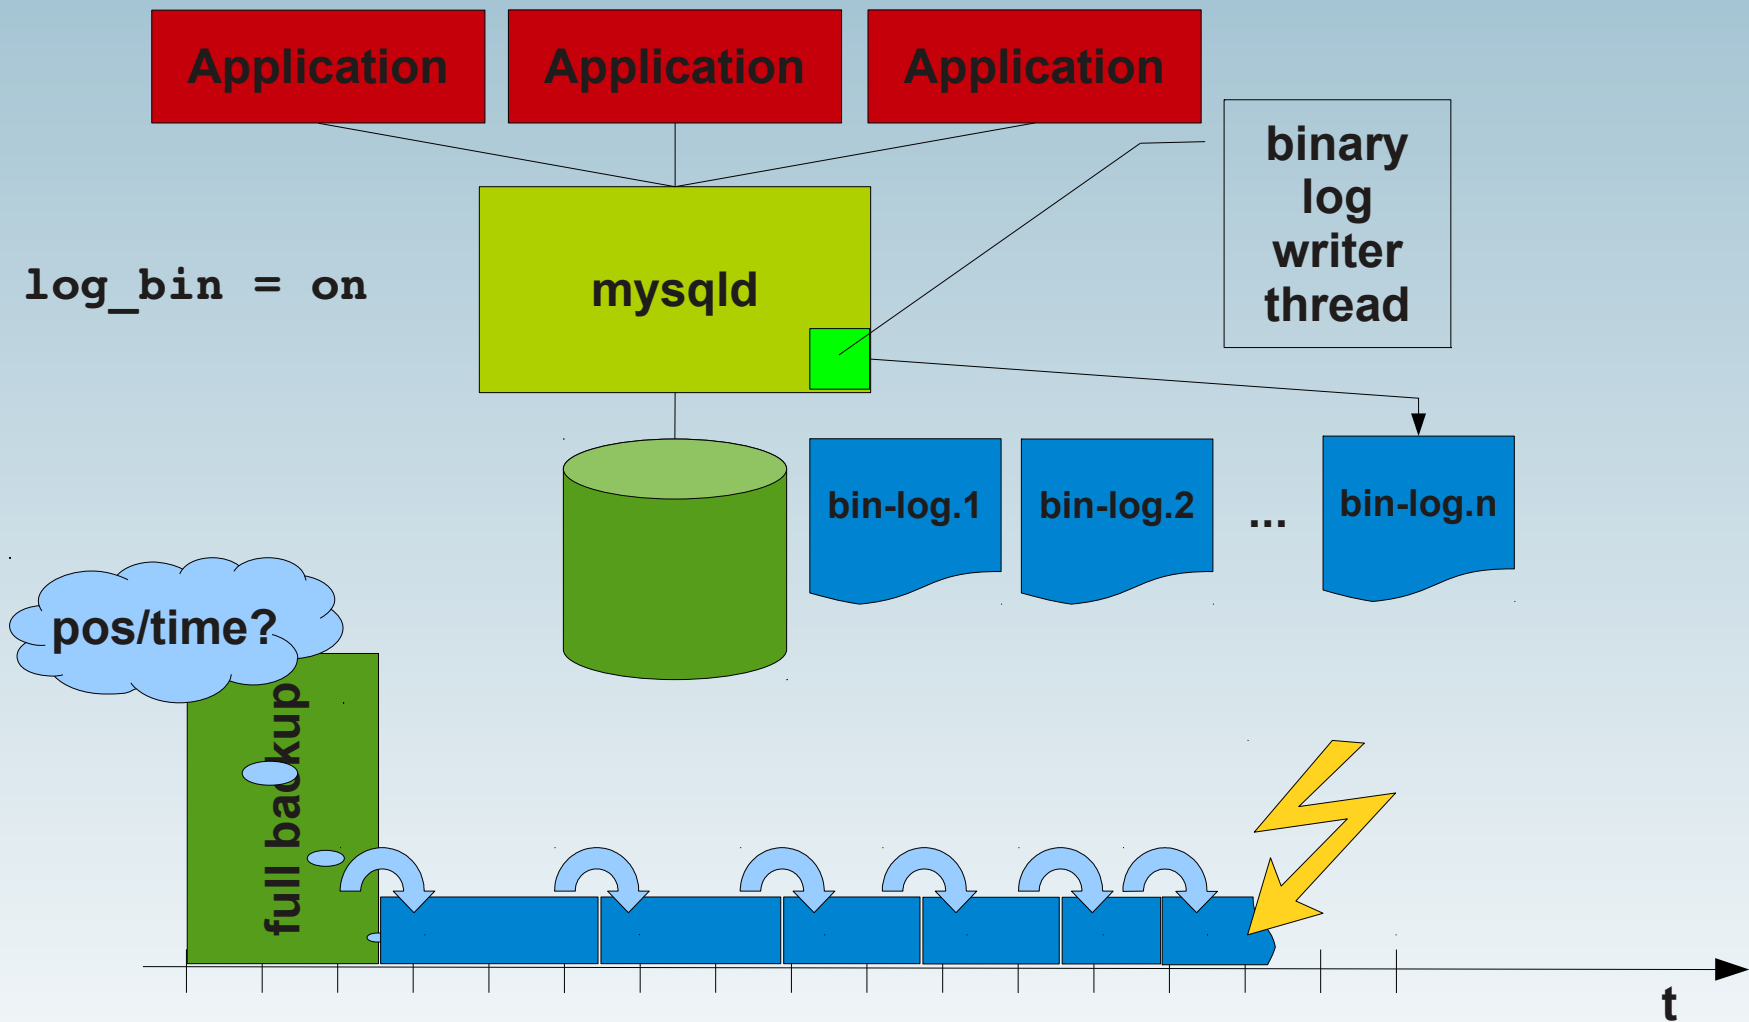 Application
Application
Application
binary
log
writer
thread
log_bin = on
mysqld
bin-log.1
bin-log.2
...
bin-log.n
pos/time?
full backup
t